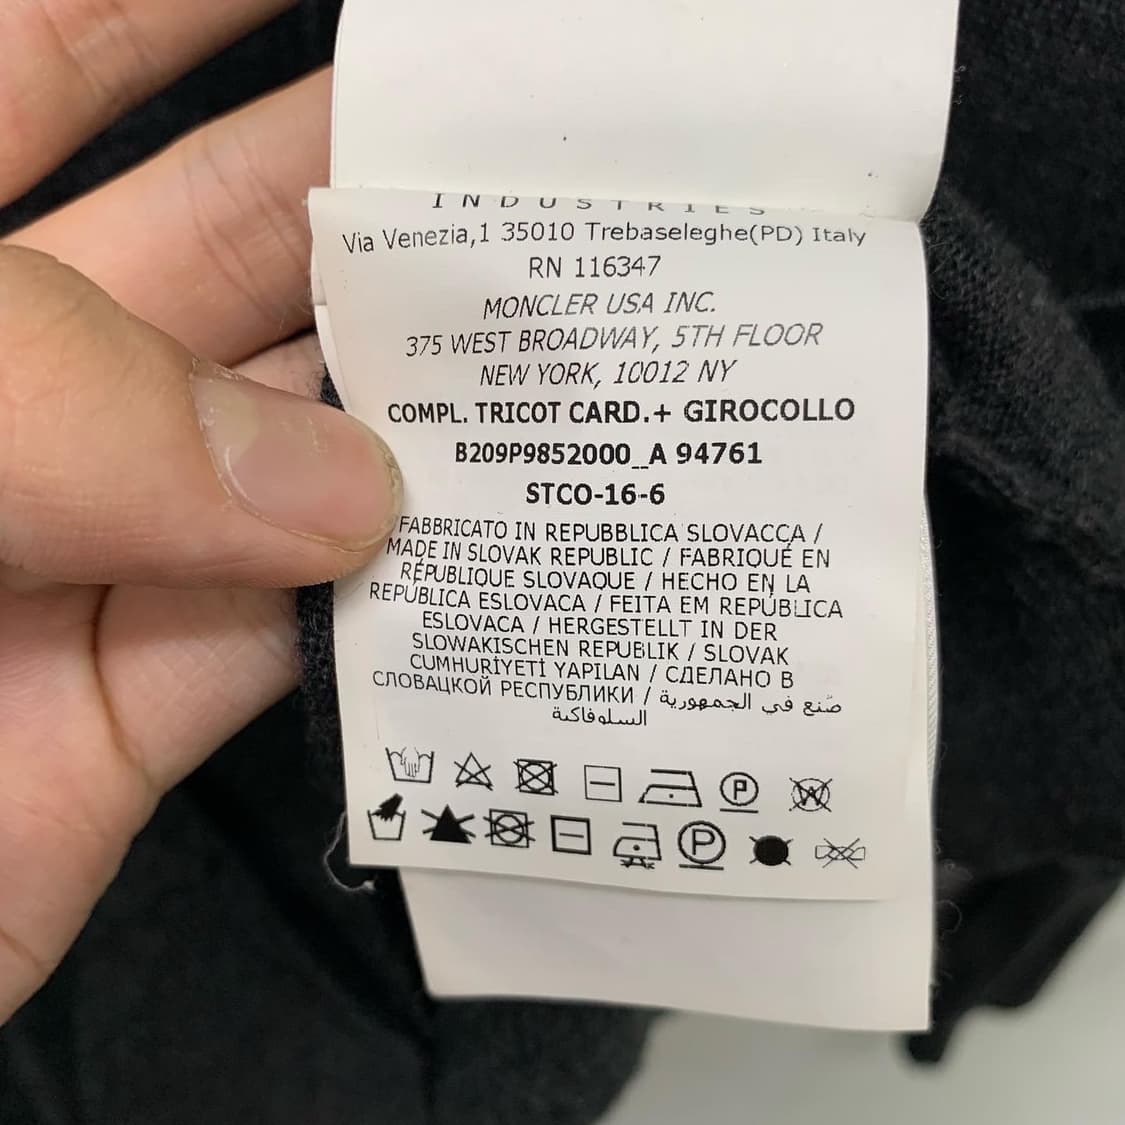 INDUSTRIES
Via Venezia,1 35010 Trebaseleghe(PD) Italy
RN 116347
MONCLER USA INC.
375 WEST BROADWAY, 5TH FLOOR
NEW YORK, 10012 NY
COMPL. TRICOT CARD.+ GIROCOLLO
B209P9852000_A 94761
STCO-16-6
FABBRICATO IN REPUBBLICA SLOVACCA /
MADE IN SLOVAK REPUBLIC / FABRIQUÉ EN
RÉPUBLIQUE SLOVAQUE / HECHO EN LA
REPÚBLICA ESLOVACA / FEITA EM REPÚBLICA
ESLOVACA / HERGESTELLT IN DER
SLOWAKISCHEN REPUBLIK / SLOVAK
CUMHURİYETİ YAPILAN / СДЕЛАНО В
СЛОВАЦКОЙ РЕСПУБЛИКИ / صُنع في الجمهورية
السلوفاكية
P W
P